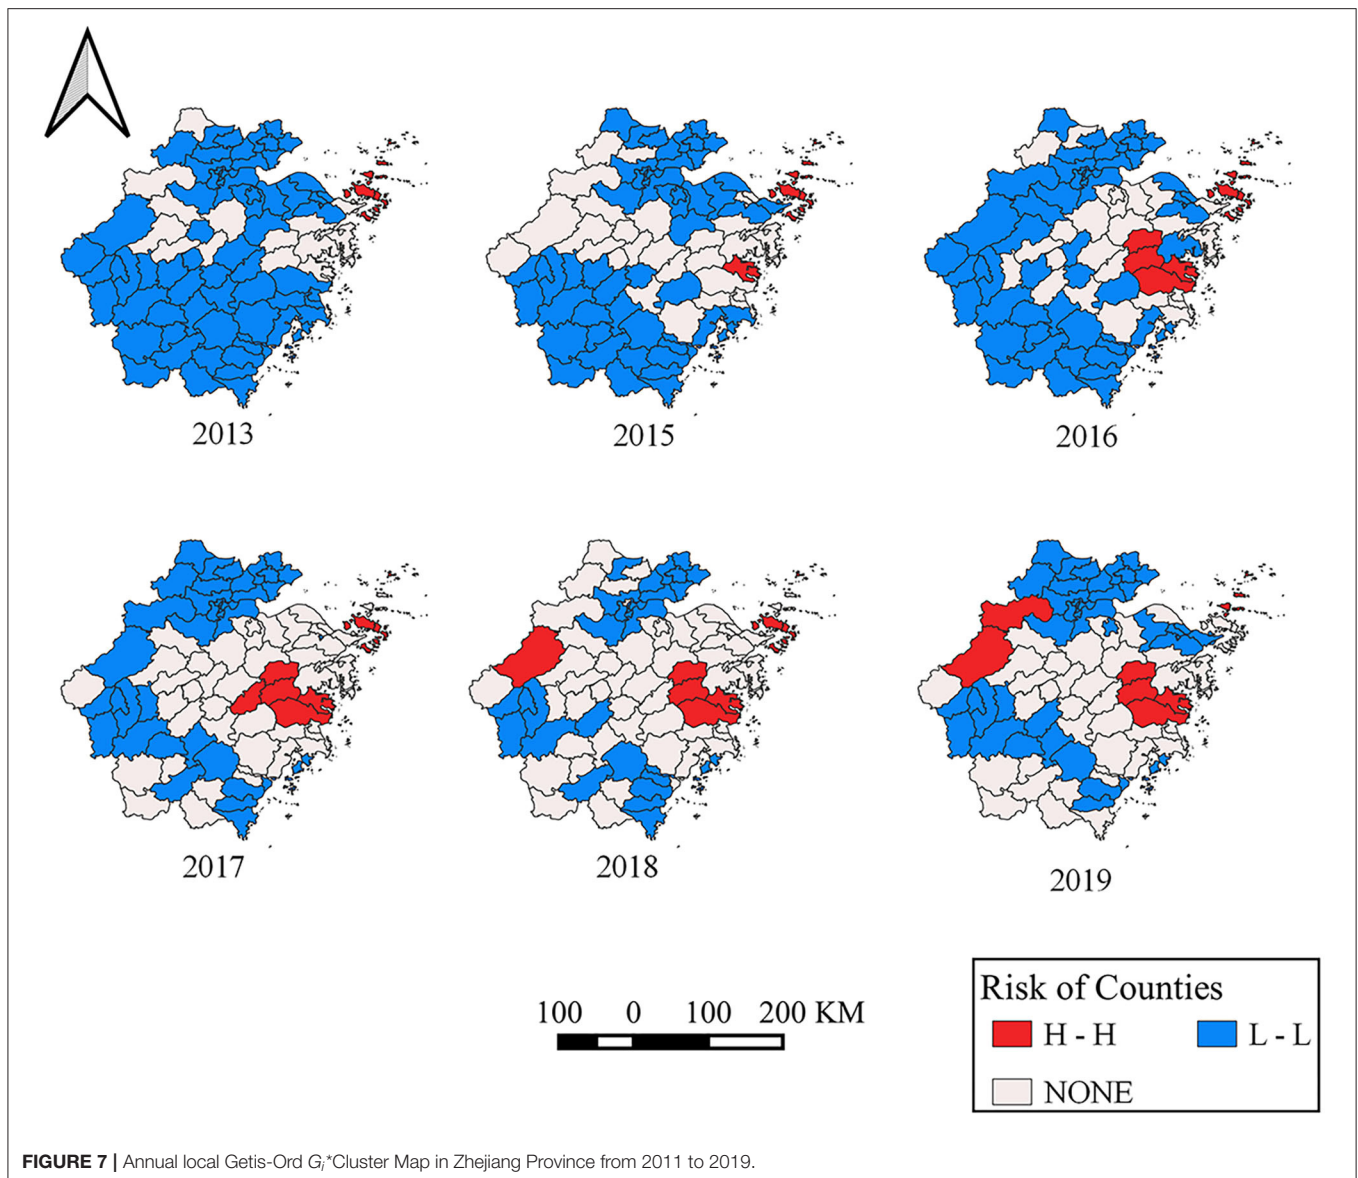 2013
2015
2016
2017
2018
2019
100 0 100 200 KM
Risk of Counties
H - H
L - L
NONE
FIGURE 7 | Annual local Getis-Ord Gi*Cluster Map in Zhejiang Province from 2011 to 2019.